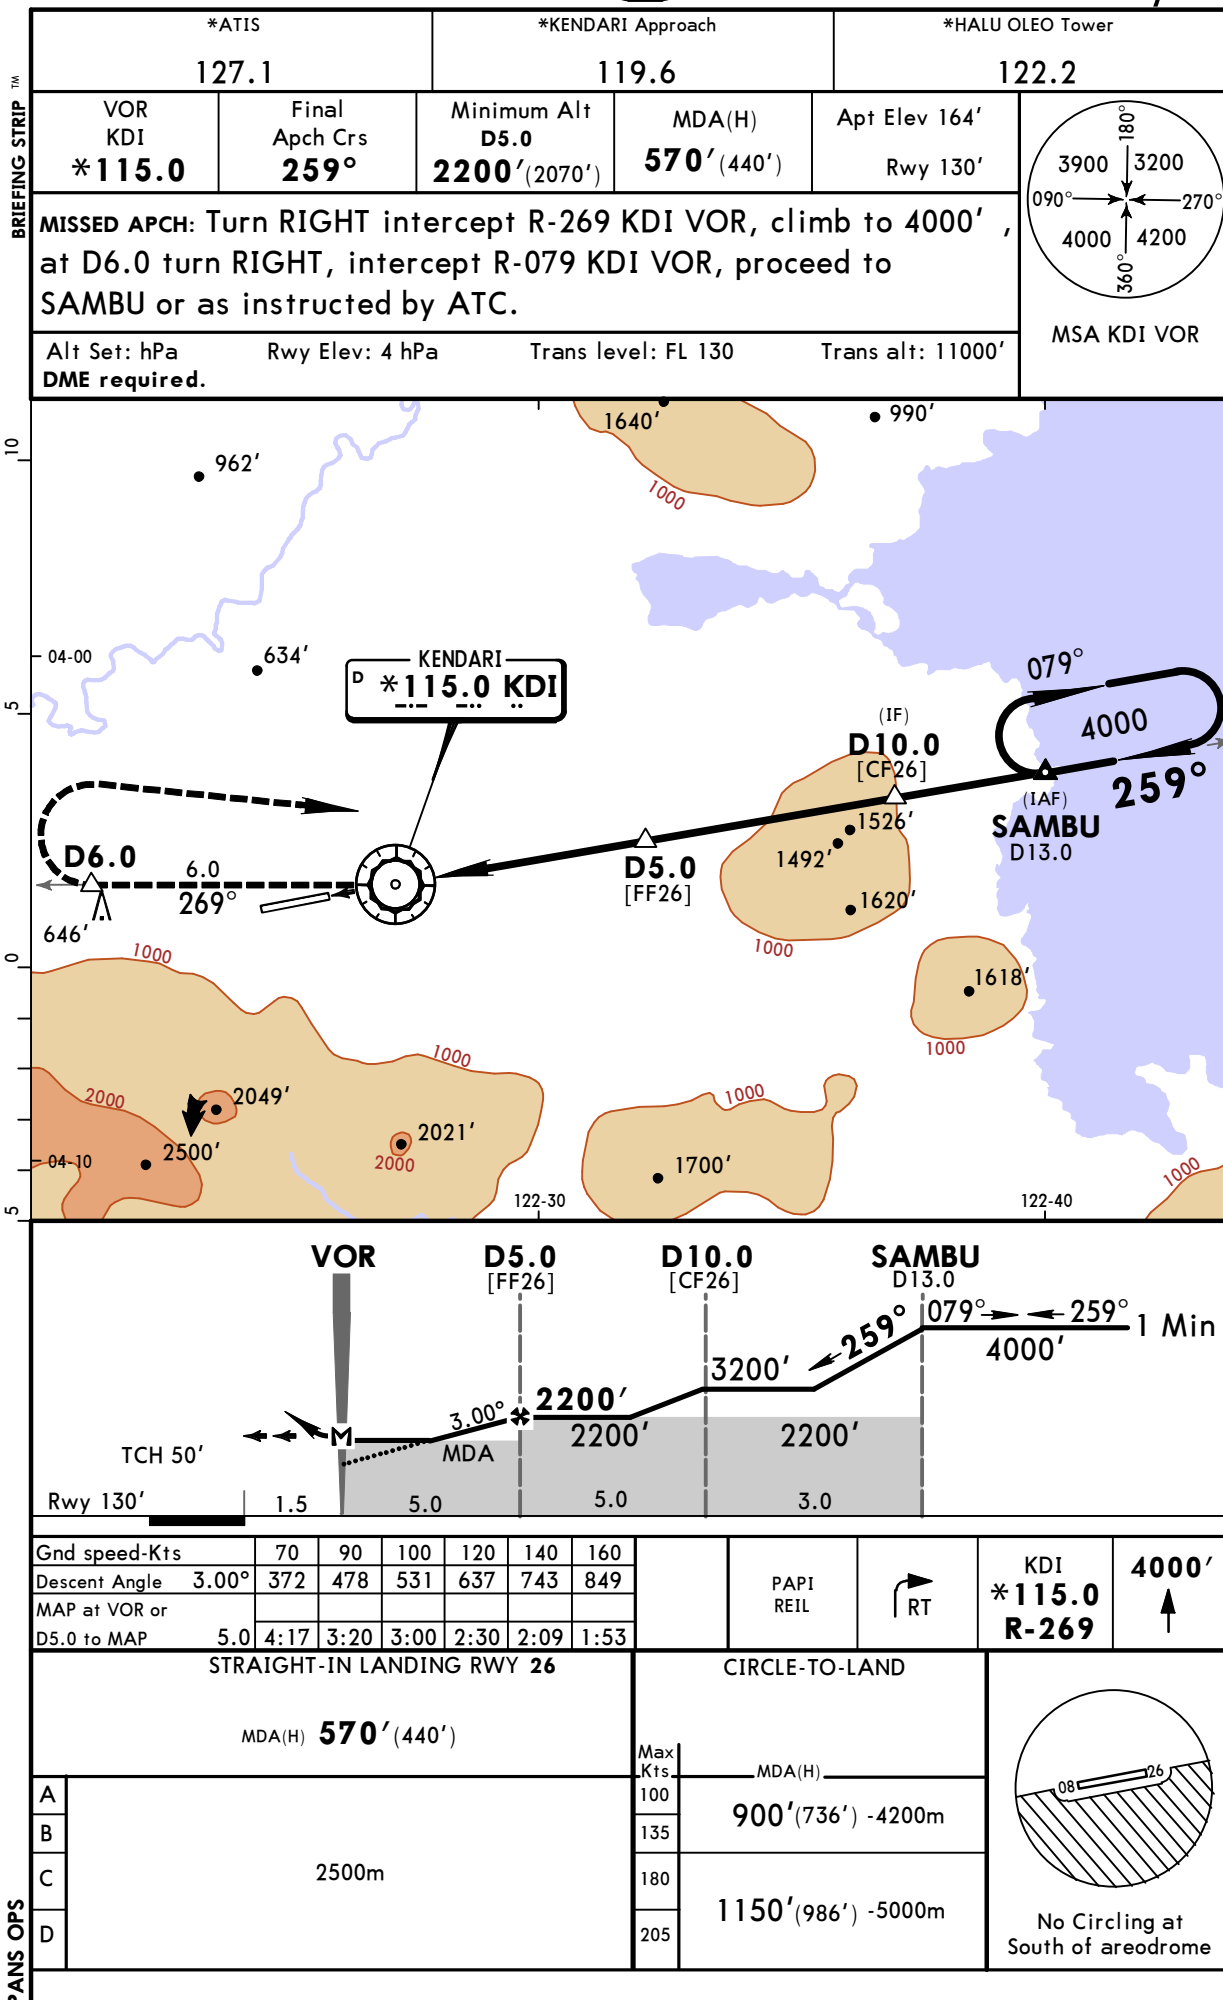 BRIEFING STRIP TM
*ATIS
127.1
*KENDARI Approach
119.6
*HALU OLEO Tower
122.2
VOR
KDI
*115.0
Final
Apch Crs
259°
Minimum Alt
D5.0
2200'(2070')
MDA(H)
570'(440')
Apt Elev 164'
Rwy 130'
MISSED APCH: Turn RIGHT intercept R-269 KDI VOR, climb to 4000' ,
at D6.0 turn RIGHT, intercept R-079 KDI VOR, proceed to
SAMBU or as instructed by ATC.
Alt Set: hPa Rwy Elev: 4 hPa Trans level: FL 130 Trans alt: 11000'
DME required.
180°
3900 3200
090° 270°
4000 4200
360°
MSA KDI VOR
10
5
0
5
1640'
990'
962'
1000
04-00
634'
KENDARI
D *115.0 KDI
079°
4000
259°
(IF)
D10.0
[CF26]
(IAF)
SAMBU
D13.0
1526'
1492'
1620'
1000
D5.0
[FF26]
D6.0
6.0
269°
646'
1000
1618'
1000
1000
2000
2049'
2500'
2021'
2000
1000
1700'
04-10
122-30
122-40
1000
VOR
D5.0
[FF26]
D10.0
[CF26]
SAMBU
D13.0
079° 259°
1 Min
4000'
259°
3200'
2200'
3.00°
2200'
2200'
M
MDA
TCH 50'
Rwy 130'
1.5
5.0
5.0
3.0
Gnd speed-Kts 70 90 100 120 140 160
Descent Angle 3.00° 372 478 531 637 743 849
MAP at VOR or
D5.0 to MAP 5.0 4:17 3:20 3:00 2:30 2:09 1:53
PAPI
REIL
RT
KDI
*115.0
R-269
4000'
STRAIGHT-IN LANDING RWY 26
MDA(H) 570'(440')
A
B
C
D
2500m
CIRCLE-TO-LAND
Max
Kts
MDA(H)
100
135
900'(736') -4200m
180
205
1150'(986') -5000m
08
26
No Circling at
South of areodrome
PANS OPS